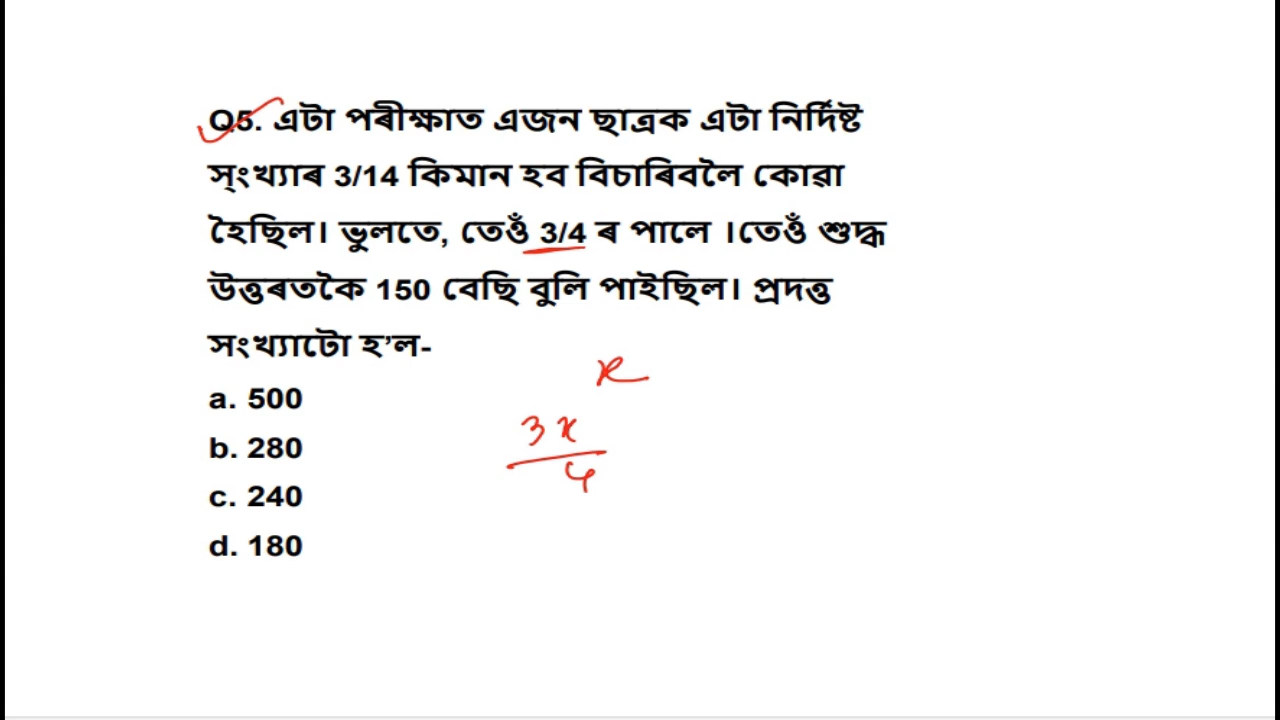 Q5. এটা পৰীক্ষাত এজন ছাত্ৰক এটা নিৰ্দিষ্ট
স্ংখ্যাৰ 3/14 কিমান হব বিচাৰিবলৈ কোৱা
হৈছিল। ভুলতে, তেওঁ 3/4 ৰ পালে ।তেওঁ শুদ্ধ
উত্তৰতকৈ 150 বেছি বুলি পাইছিল। প্ৰদত্ত
সংখ্যাটো হ’ল-
a. 500
x
b. 280
3x
4
c. 240
d. 180